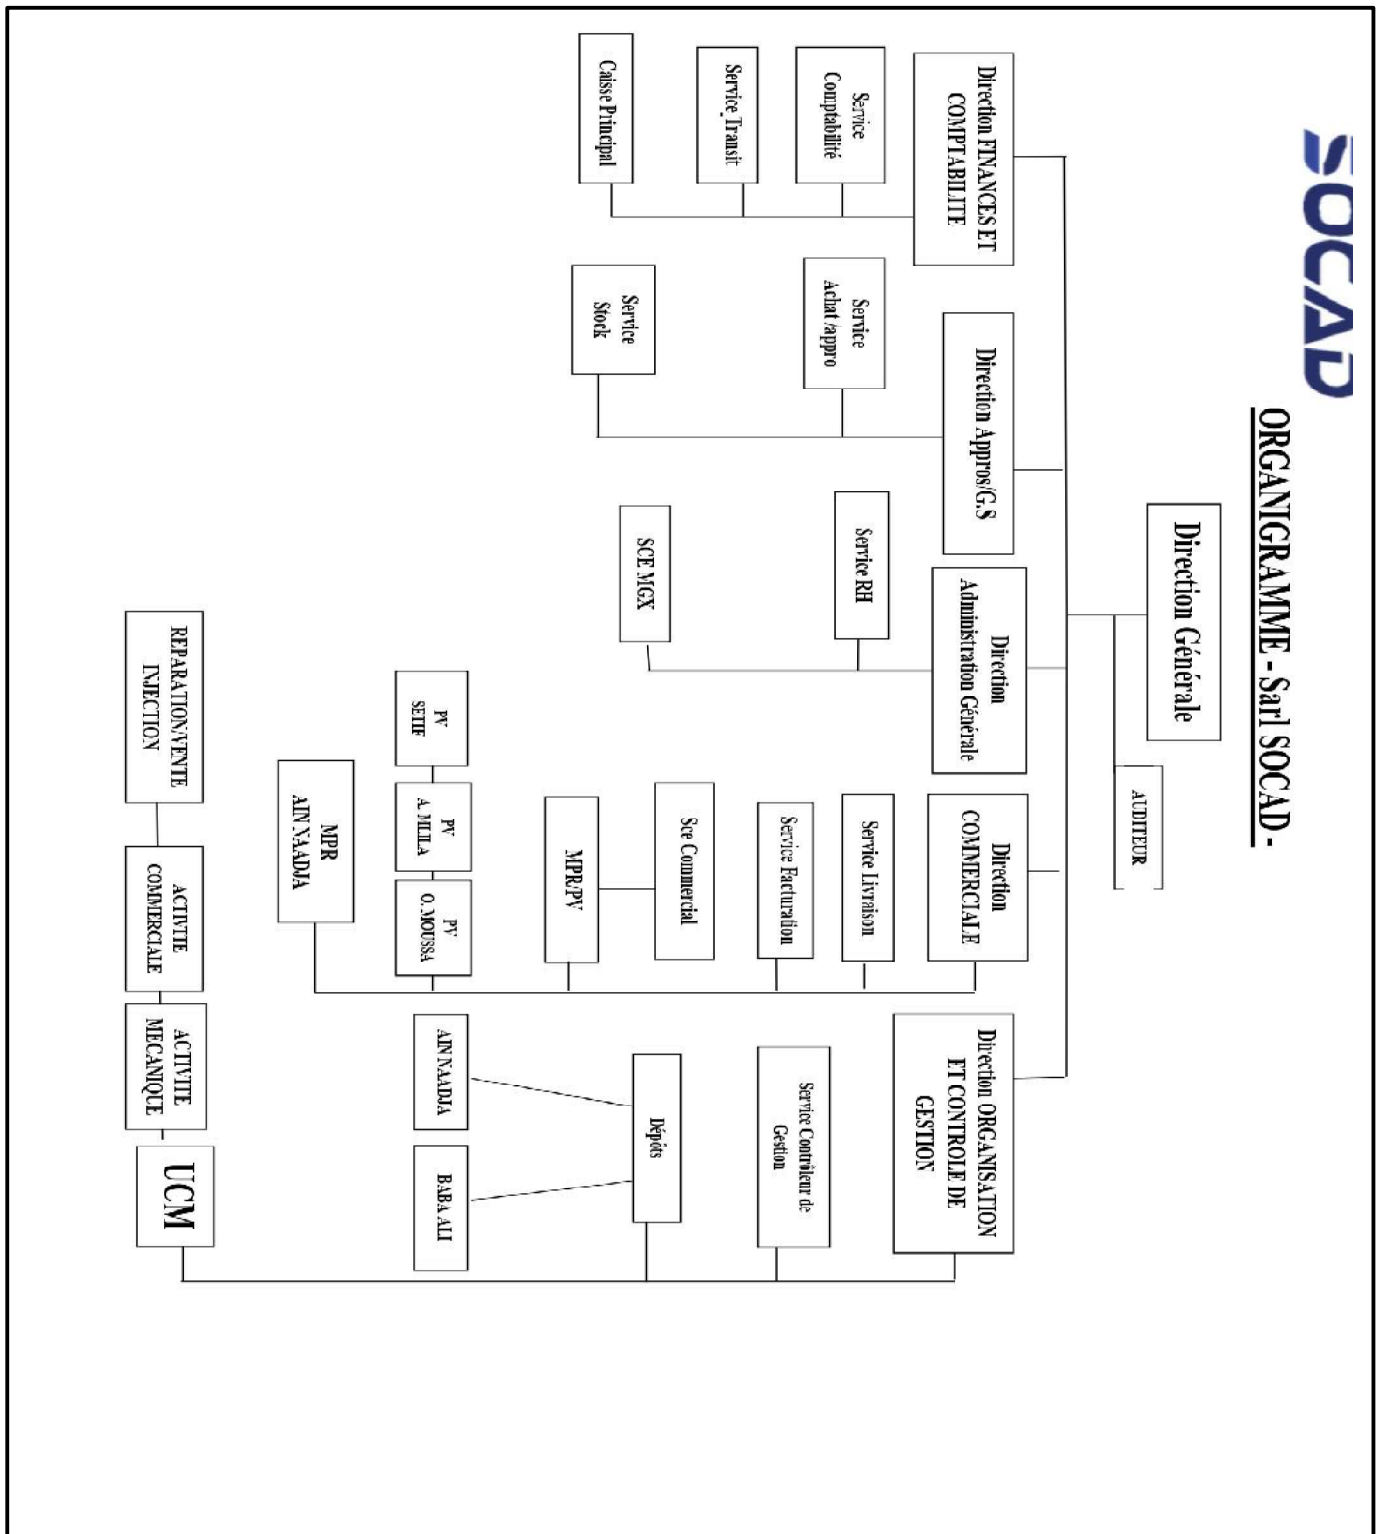 SOCAD
ORGANIGRAMME - Sarl SOCAD -
Direction Générale
AUDITEUR
Direction FINANCES ET
COMPTABILITE
Service
Comptabilité
Service Transit
Caisse Principal
Direction Appros/G.S
Service
Achat /appro
Service
Stock
Direction
Administration Générale
Service RH
SCE MGX
Direction
COMMERCIALE
Service Livraison
Service Facturation
Sce Commercial
MPR/PV
PV
SETIF
PV
A. MLILA
PV
O. MOUSSA
MPR
AIN NAADJA
Direction ORGANISATION
ET CONTROLE DE
GESTION
Service Contrôleur de
Gestion
Dépôts
AIN NAADJA
BABA ALI
UCM
ACTIVITE
MECANIQUE
ACTIVITE
COMMERCIALE
REPARATION/VENTE
INJECTION